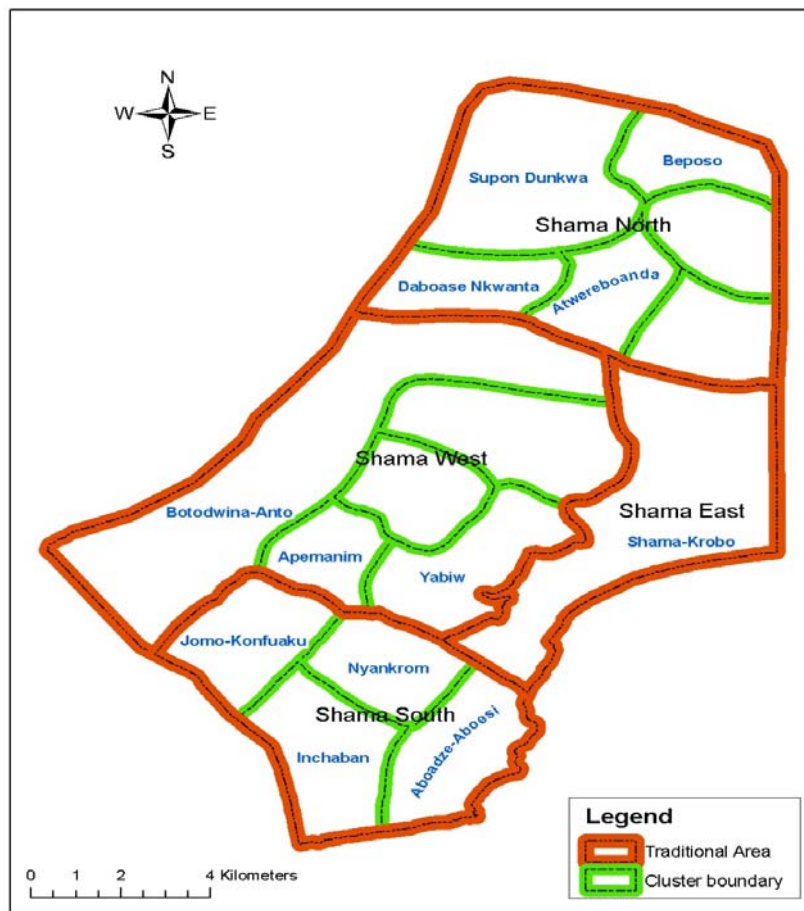 N
W E
S
Beposo
Supon Dunkwa
Shama North
Daboase Nkwanta
Atwereboanda
Shama West
Botodwina-Anto
Shama East
Shama-Krobo
Apemanim
Yabiw
Jomo-Konfuaku
Nyankrom
Shama South
Inchaban
Aboadze-Aboesi
Legend
Traditional Area
Cluster boundary
0 1 2 4 Kilometers